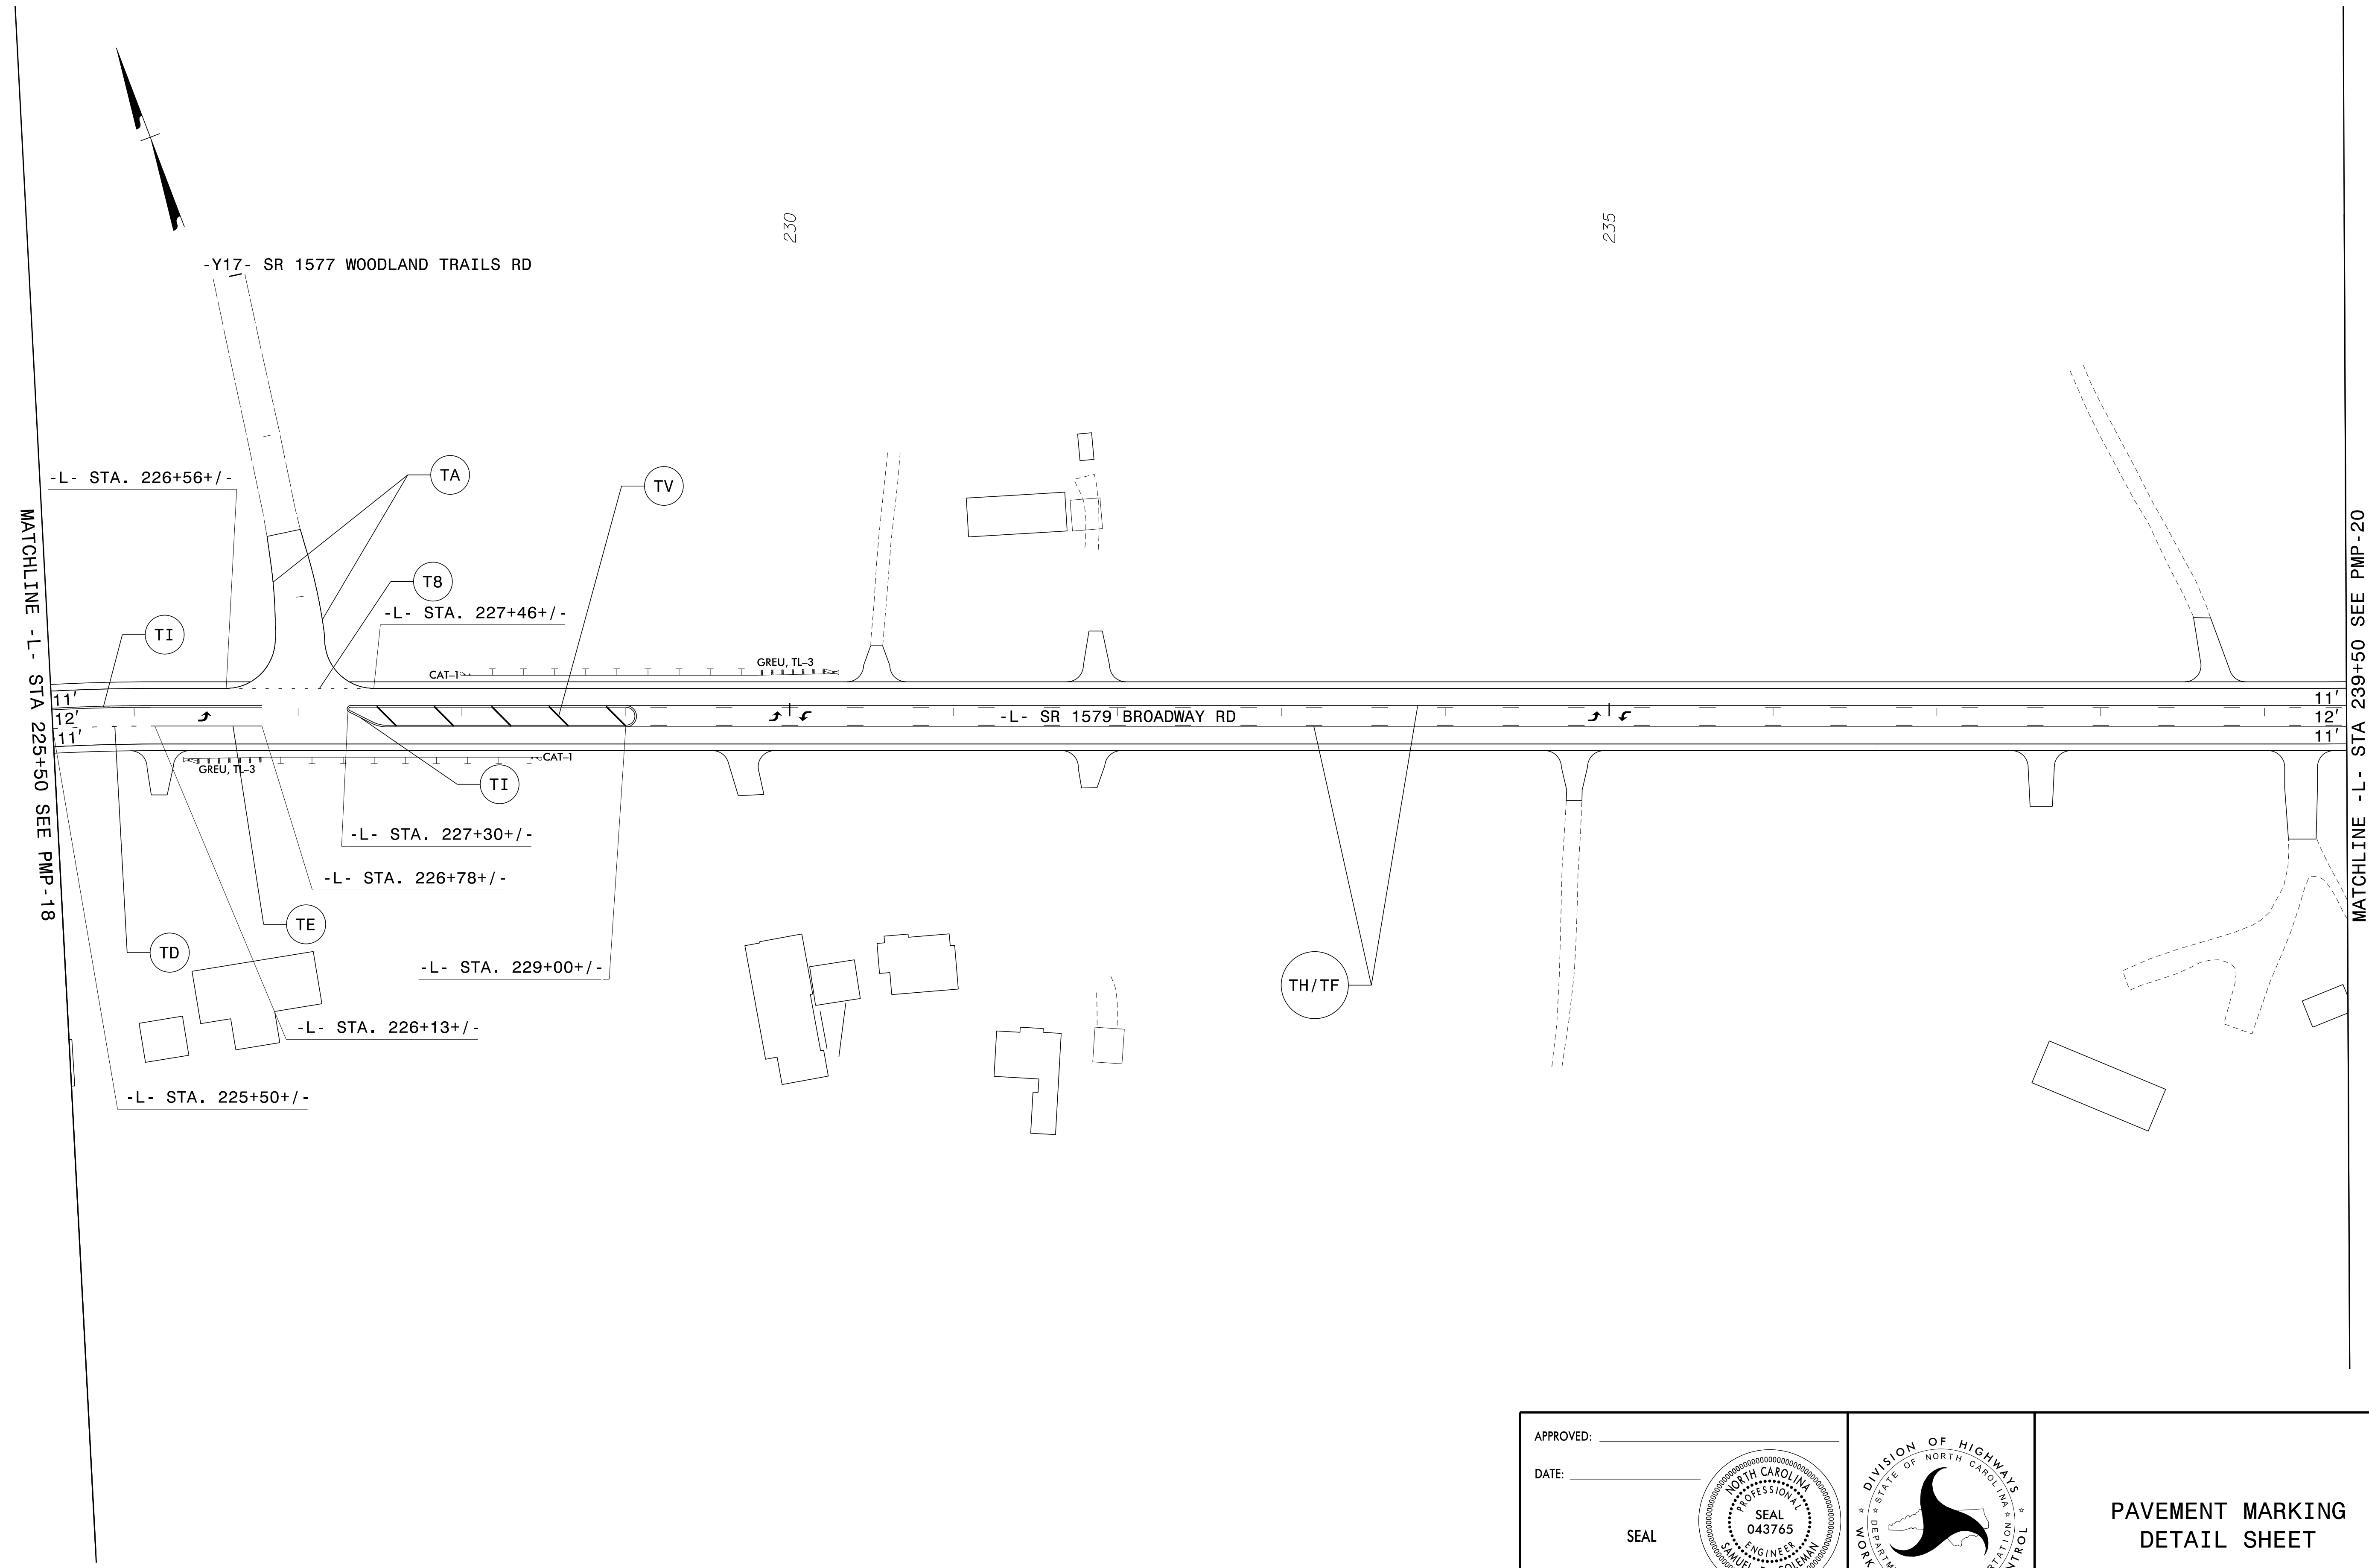 230
235
-Y17- SR 1577 WOODLAND TRAILS RD
-L- STA. 226+56+/-
TA
TV
T8
-L- STA. 227+46+/-
TI
MATCHLINE -L- STA 225+50 SEE PMP-18
MATCHLINE -L- STA 239+50 SEE PMP-20
CAT-1
GREU, TL-3
11'
12'
11'
-L- SR 1579 BROADWAY RD
11'
12'
11'
GREU, TL-3
CAT-1
TI
-L- STA. 227+30+/-
-L- STA. 226+78+/-
TE
TD
-L- STA. 229+00+/-
TH/TF
-L- STA. 226+13+/-
-L- STA. 225+50+/-
APPROVED:
DATE:
SEAL
NORTH CAROLINA
PROFESSIONAL
SEAL
043765
ENGINEER
SAMUEL COLEMAN
DIVISION OF HIGHWAYS
STATE OF NORTH CAROLINA
PAVEMENT MARKING
DETAIL SHEET